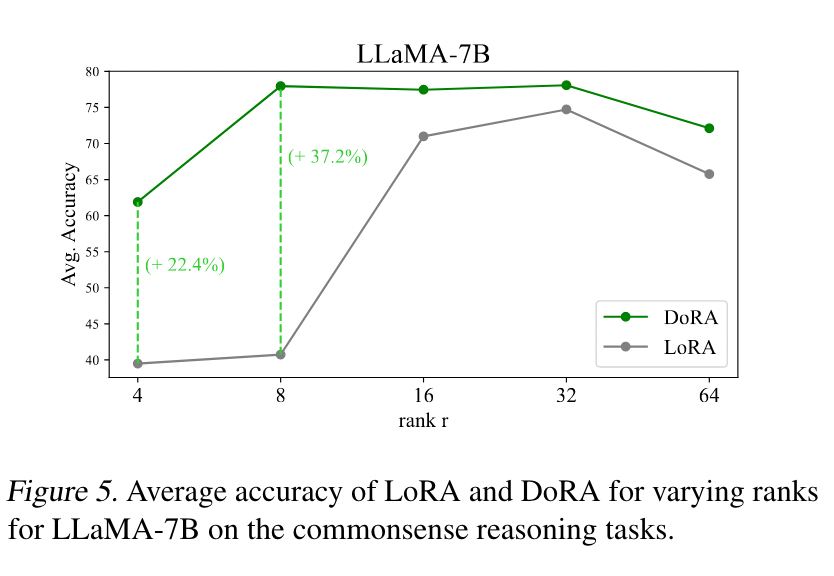 LLaMA-7B
80
75
70
65
60
55
50
45
40
Avg. Accuracy
(+ 37.2%)
(+ 22.4%)
DoRA
LoRA
4 8 16 32 64
rank r
Figure 5. Average accuracy of LoRA and DoRA for varying ranks
for LLaMA-7B on the commonsense reasoning tasks.